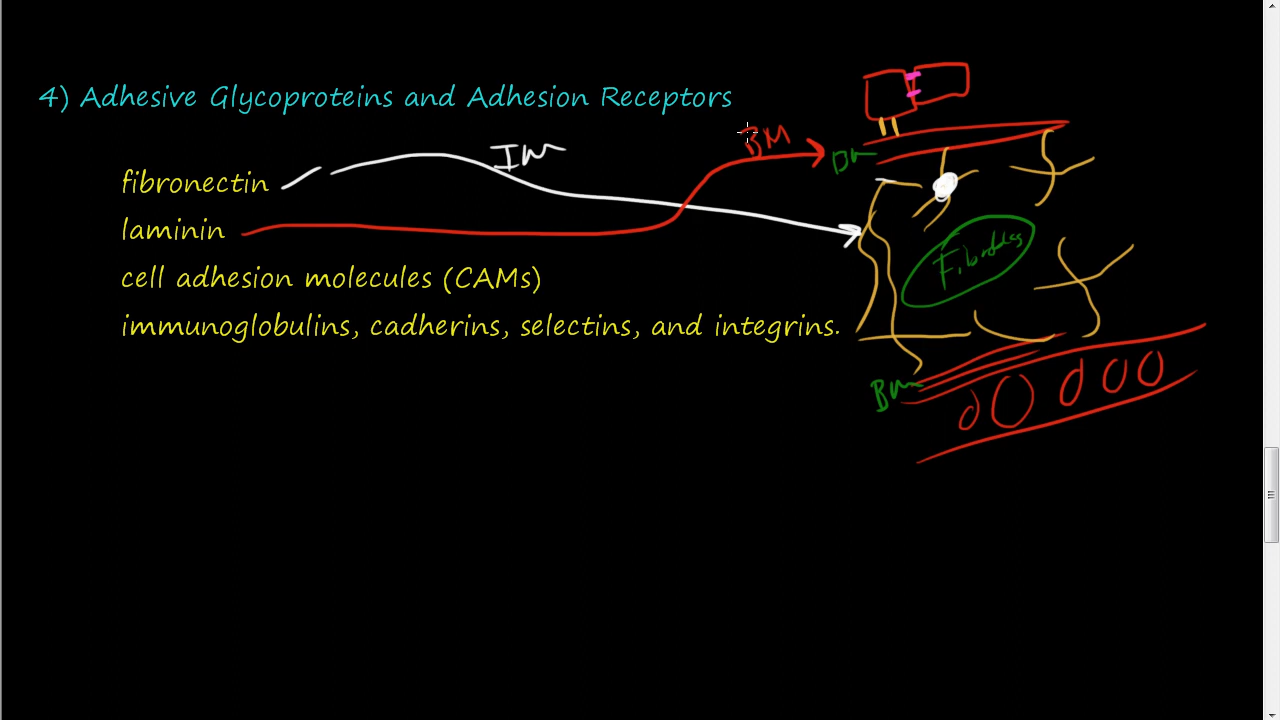 4) Adhesive Glycoproteins and Adhesion Receptors
BM
IM
BM
fibronectin
laminin
cell adhesion molecules (CAMs)
immunoglobulins, cadherins, selectins, and integrins.
BM